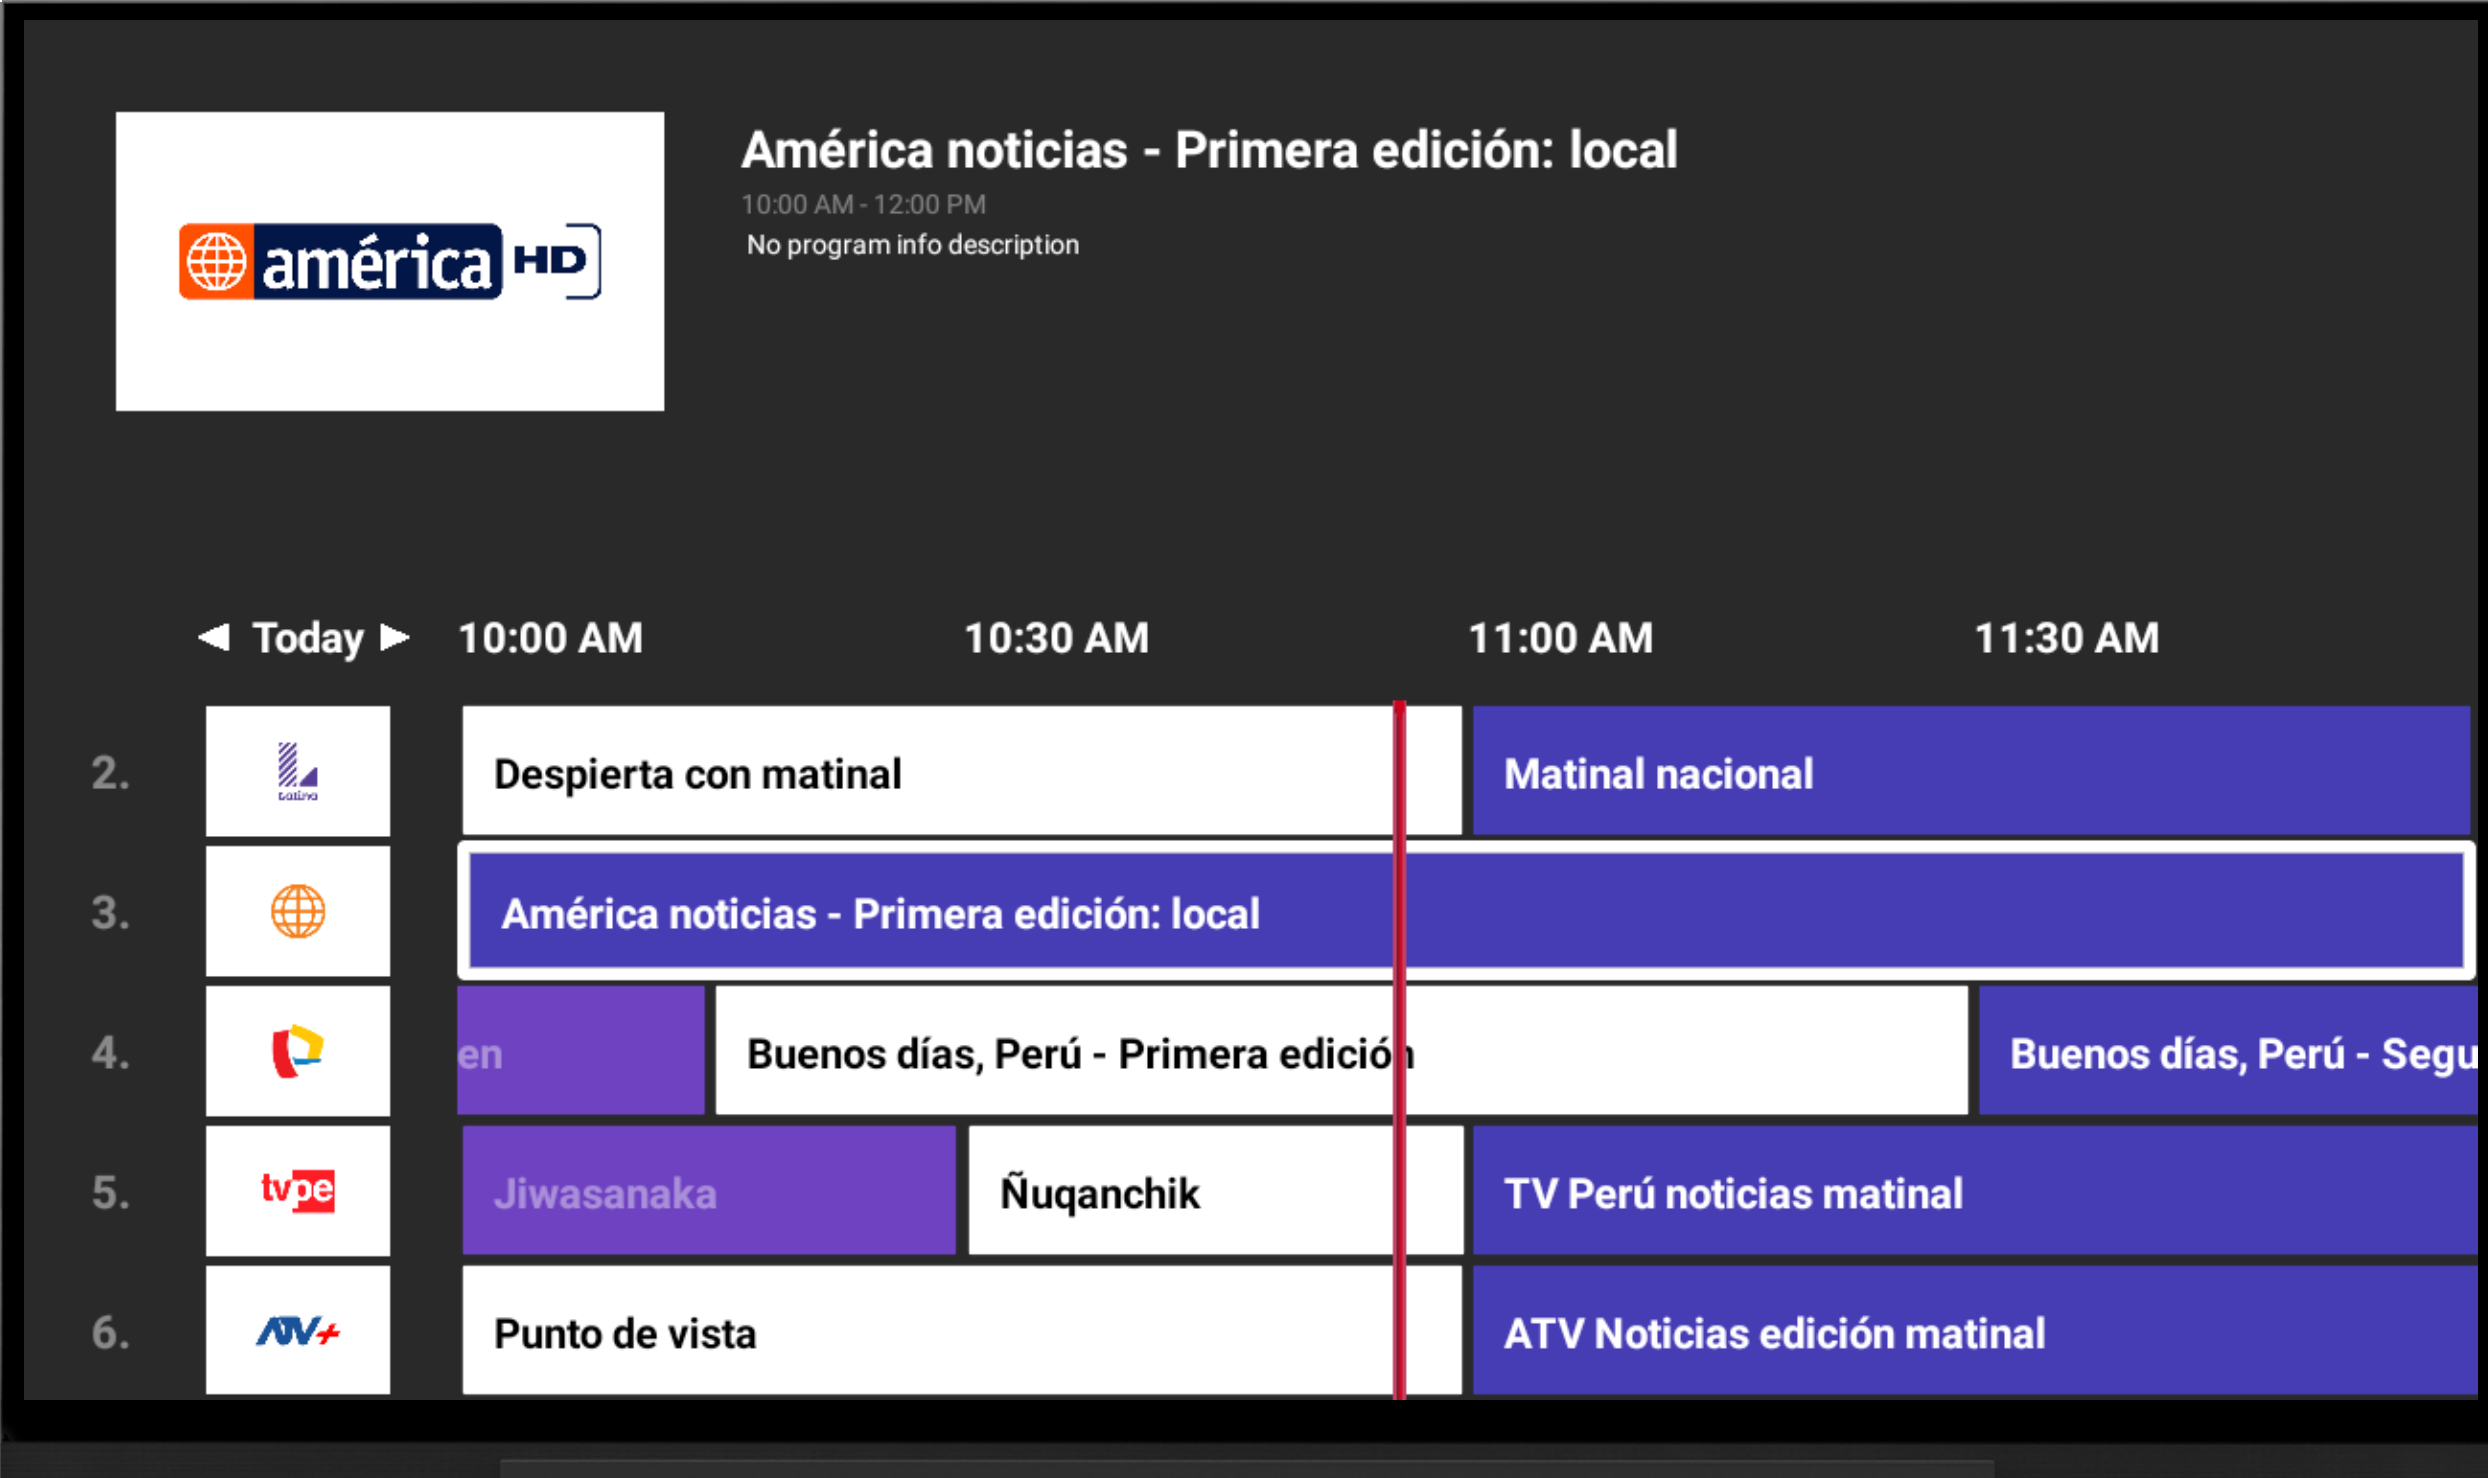 américa HD
América noticias - Primera edición: local
10:00 AM - 12:00 PM
No program info description
Today 10:00 AM 10:30 AM 11:00 AM 11:30 AM
2. Latina Despierta con matinal Matinal nacional
3. América noticias - Primera edición: local
4. en Buenos días, Perú - Primera edición Buenos días, Perú - Segu
5. tvpe Jiwasanaka Ñuqanchik TV Perú noticias matinal
6. ATV+ Punto de vista ATV Noticias edición matinal